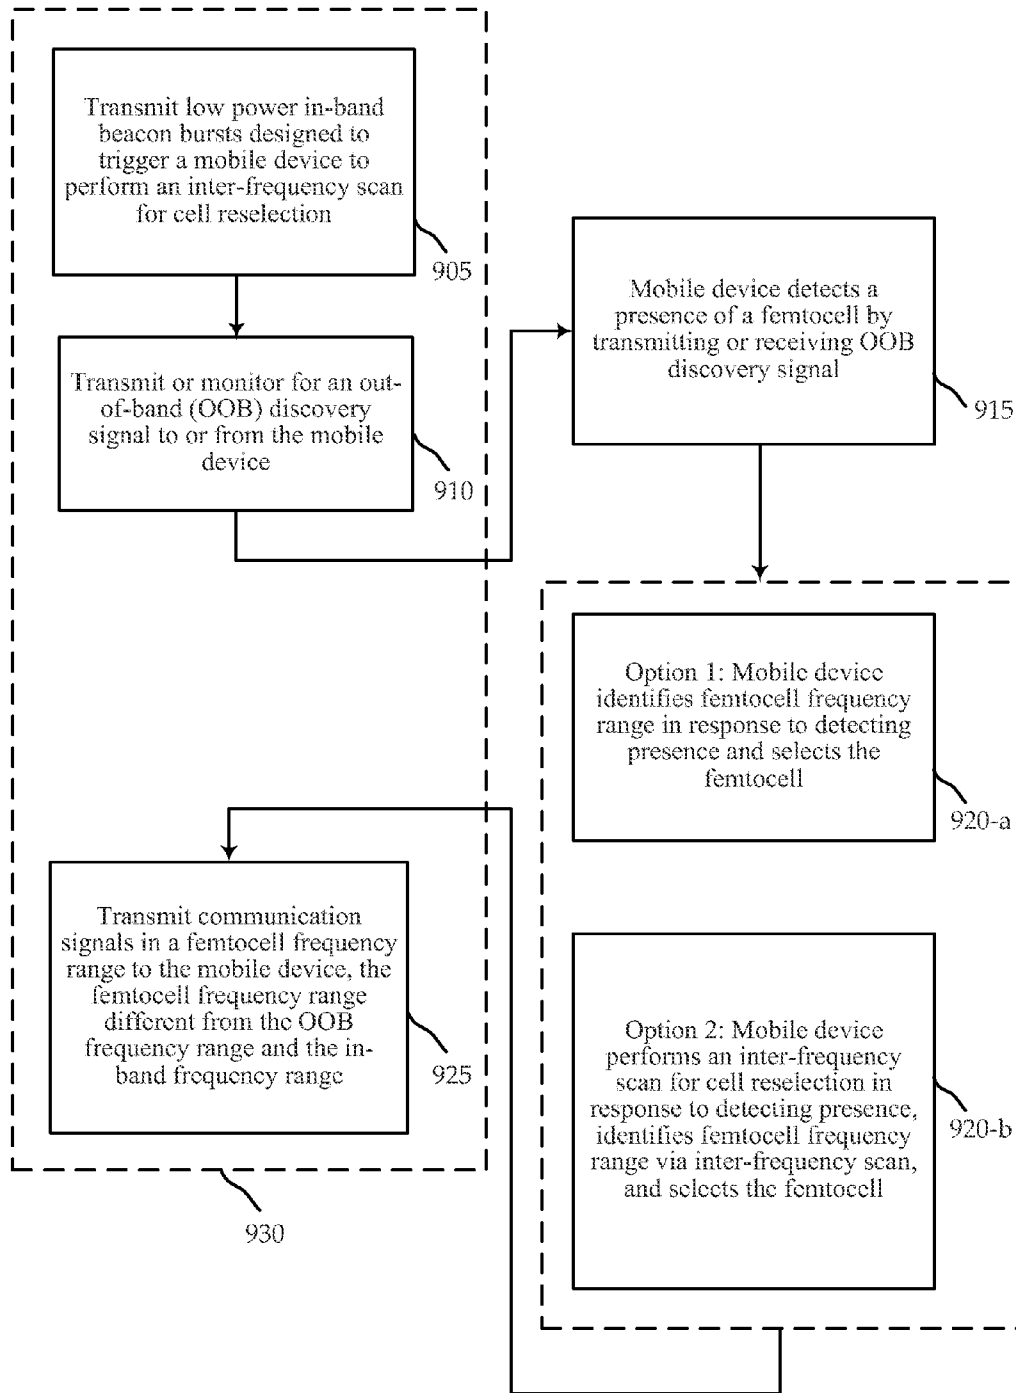 Transmit low power in-band
beacon bursts designed to
trigger a mobile device to
perform an inter-frequency scan
for cell reselection
905
Transmit or monitor for an out-
of-band (OOB) discovery
signal to or from the mobile
device
910
Mobile device detects a
presence of a femtocell by
transmitting or receiving OOB
discovery signal
915
Option 1: Mobile device
identifies femtocell frequency
range in response to detecting
presence and selects the
femtocell
920-a
Option 2: Mobile device
performs an inter-frequency
scan for cell reselection in
response to detecting presence,
identifies femtocell frequency
range via inter-frequency scan,
and selects the femtocell
920-b
Transmit communication
signals in a femtocell frequency
range to the mobile device, the
femtocell frequency range
different from the OOB
frequency range and the in-
band frequency range
925
930